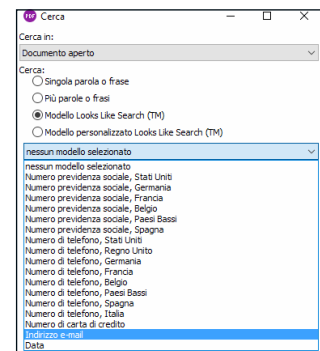 PDF Cerca
Cerca in:
Documento aperto
Cerca:
Singola parola o frase
Più parole o frasi
Modello Looks Like Search (TM)
Modello personalizzato Looks Like Search (TM)
nessun modello selezionato
nessun modello selezionato
Numero previdenza sociale, Stati Uniti
Numero previdenza sociale, Germania
Numero previdenza sociale, Francia
Numero previdenza sociale, Belgio
Numero previdenza sociale, Paesi Bassi
Numero previdenza sociale, Spagna
Numero di telefono, Stati Uniti
Numero di telefono, Regno Unito
Numero di telefono, Germania
Numero di telefono, Francia
Numero di telefono, Belgio
Numero di telefono, Paesi Bassi
Numero di telefono, Spagna
Numero di telefono, Italia
Numero di carta di credito
Indirizzo e-mail
Data